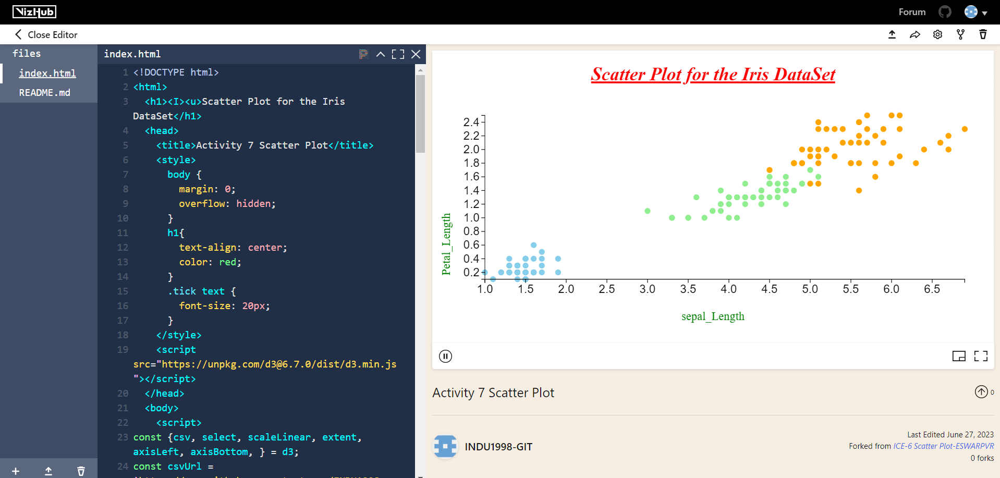 VizHub
Forum
Close Editor
files
index.html
README.md
index.html
1 <!DOCTYPE html>
2 <html>
3 <h1><I><u>Scatter Plot for the Iris
DataSet</h1>
4 <head>
5 <title>Activity 7 Scatter Plot</title>
6 <style>
7 body {
8 margin: 0;
9 overflow: hidden;
10 }
11 h1{
12 text-align: center;
13 color: red;
14 }
15 .tick text {
16 font-size: 20px;
17 }
18 </style>
19 <script
src="https://unpkg.com/d3@6.7.0/dist/d3.min.js
"></script>
20 </head>
21 <body>
22 <script>
23 const {csv, select, scaleLinear, extent,
axisLeft, axisBottom, } = d3;
24 const csvUrl =
Scatter Plot for the Iris DataSet
2.4
2.2
2.0
1.8
1.6
1.4
1.2
1.0
0.8
0.6
0.4
0.2
Petal_Length
1.0 1.5 2.0 2.5 3.0 3.5 4.0 4.5 5.0 5.5 6.0 6.5
sepal_Length
Activity 7 Scatter Plot
0
INDU1998-GIT
Last Edited June 27, 2023
Forked from ICE-6 Scatter Plot-ESWARPVR
0 forks